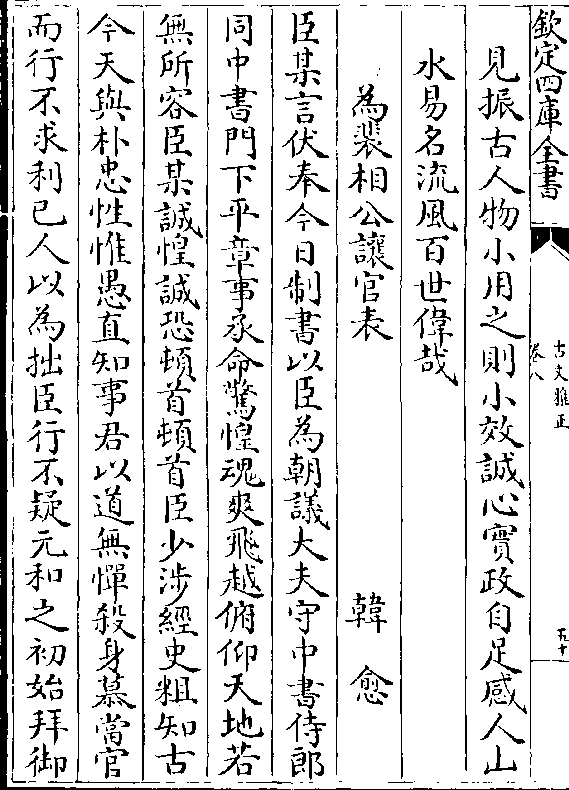 欽定四庫全書
古文雅正
卷八
五十
見振古人物小用之則小效誠心實政自足感人山
水易名流風百世偉哉
為裴相公讓官表
韓愈
臣某言伏奉今日制書以臣為朝議大夫守中書侍郎
同中書門下平章事承命驚惶魂爽飛越俯仰天地若
無所容臣某誠惶誠恐頓首頓首臣少涉經史粗知古
今天與朴忠性惟愚直知事君以道無憚殺身慕當官
而行不求利已人以為拙臣行不疑元和之初始拜御